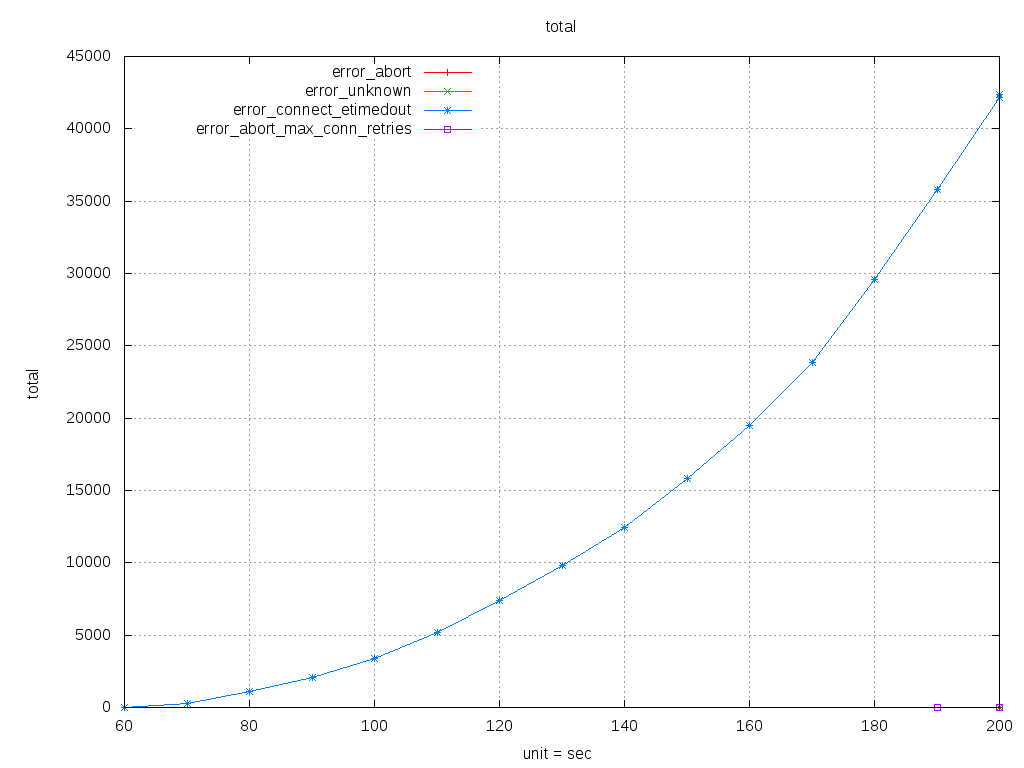 total
45000
40000
35000
30000
25000
20000
15000
10000
5000
0
total
error_abort
error_unknown
error_connect_etimedout
error_abort_max_conn_retries
60 80 100 120 140 160 180 200
unit = sec